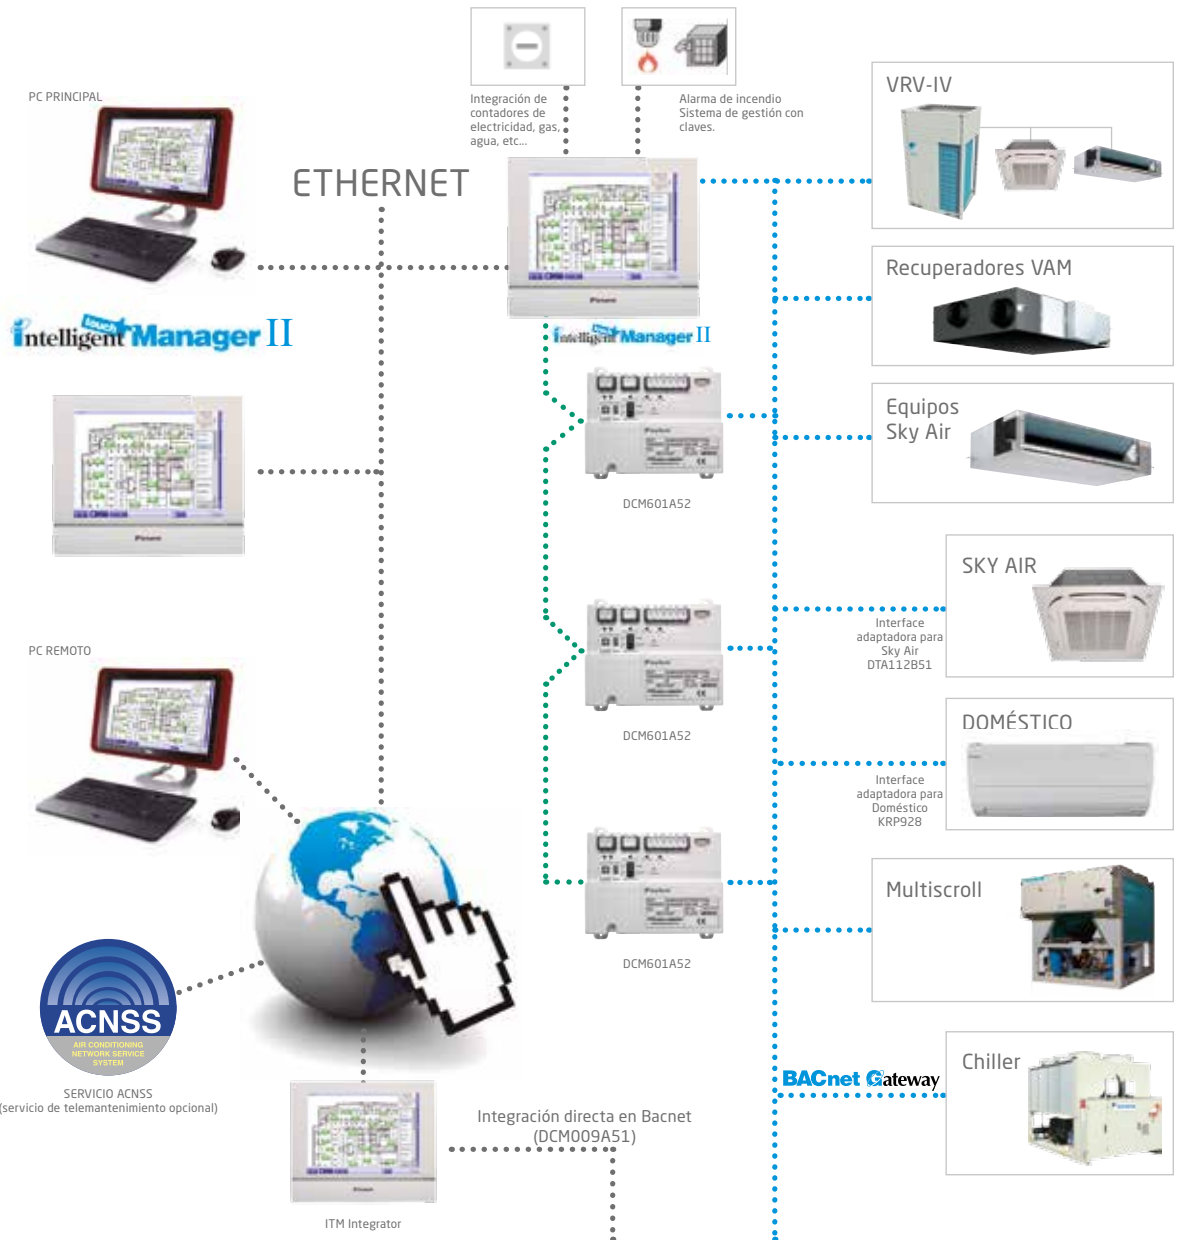 PC PRINCIPAL
Integración de
contadores de
electricidad, gas,
agua, etc...
Alarma de incendio
Sistema de gestión con
claves.
VRV-IV
ETHERNET
Recuperadores VAM
intelligent touch Manager II
intelligent touch Manager II
Equipos
Sky Air
DCM601A52
SKY AIR
Interface
adaptadora para
Sky Air
DTA112B51
PC REMOTO
DCM601A52
DOMÉSTICO
Interface
adaptadora para
Doméstico
KRP928
Multiscroll
DCM601A52
ACNSS
AIR CONDITIONING
NETWORK SERVICE
SYSTEM
SERVICIO ACNSS
(servicio de telemantenimiento opcional)
BACnet Gateway
Chiller
Integración directa en Bacnet
(DCM009A51)
ITM Integrator